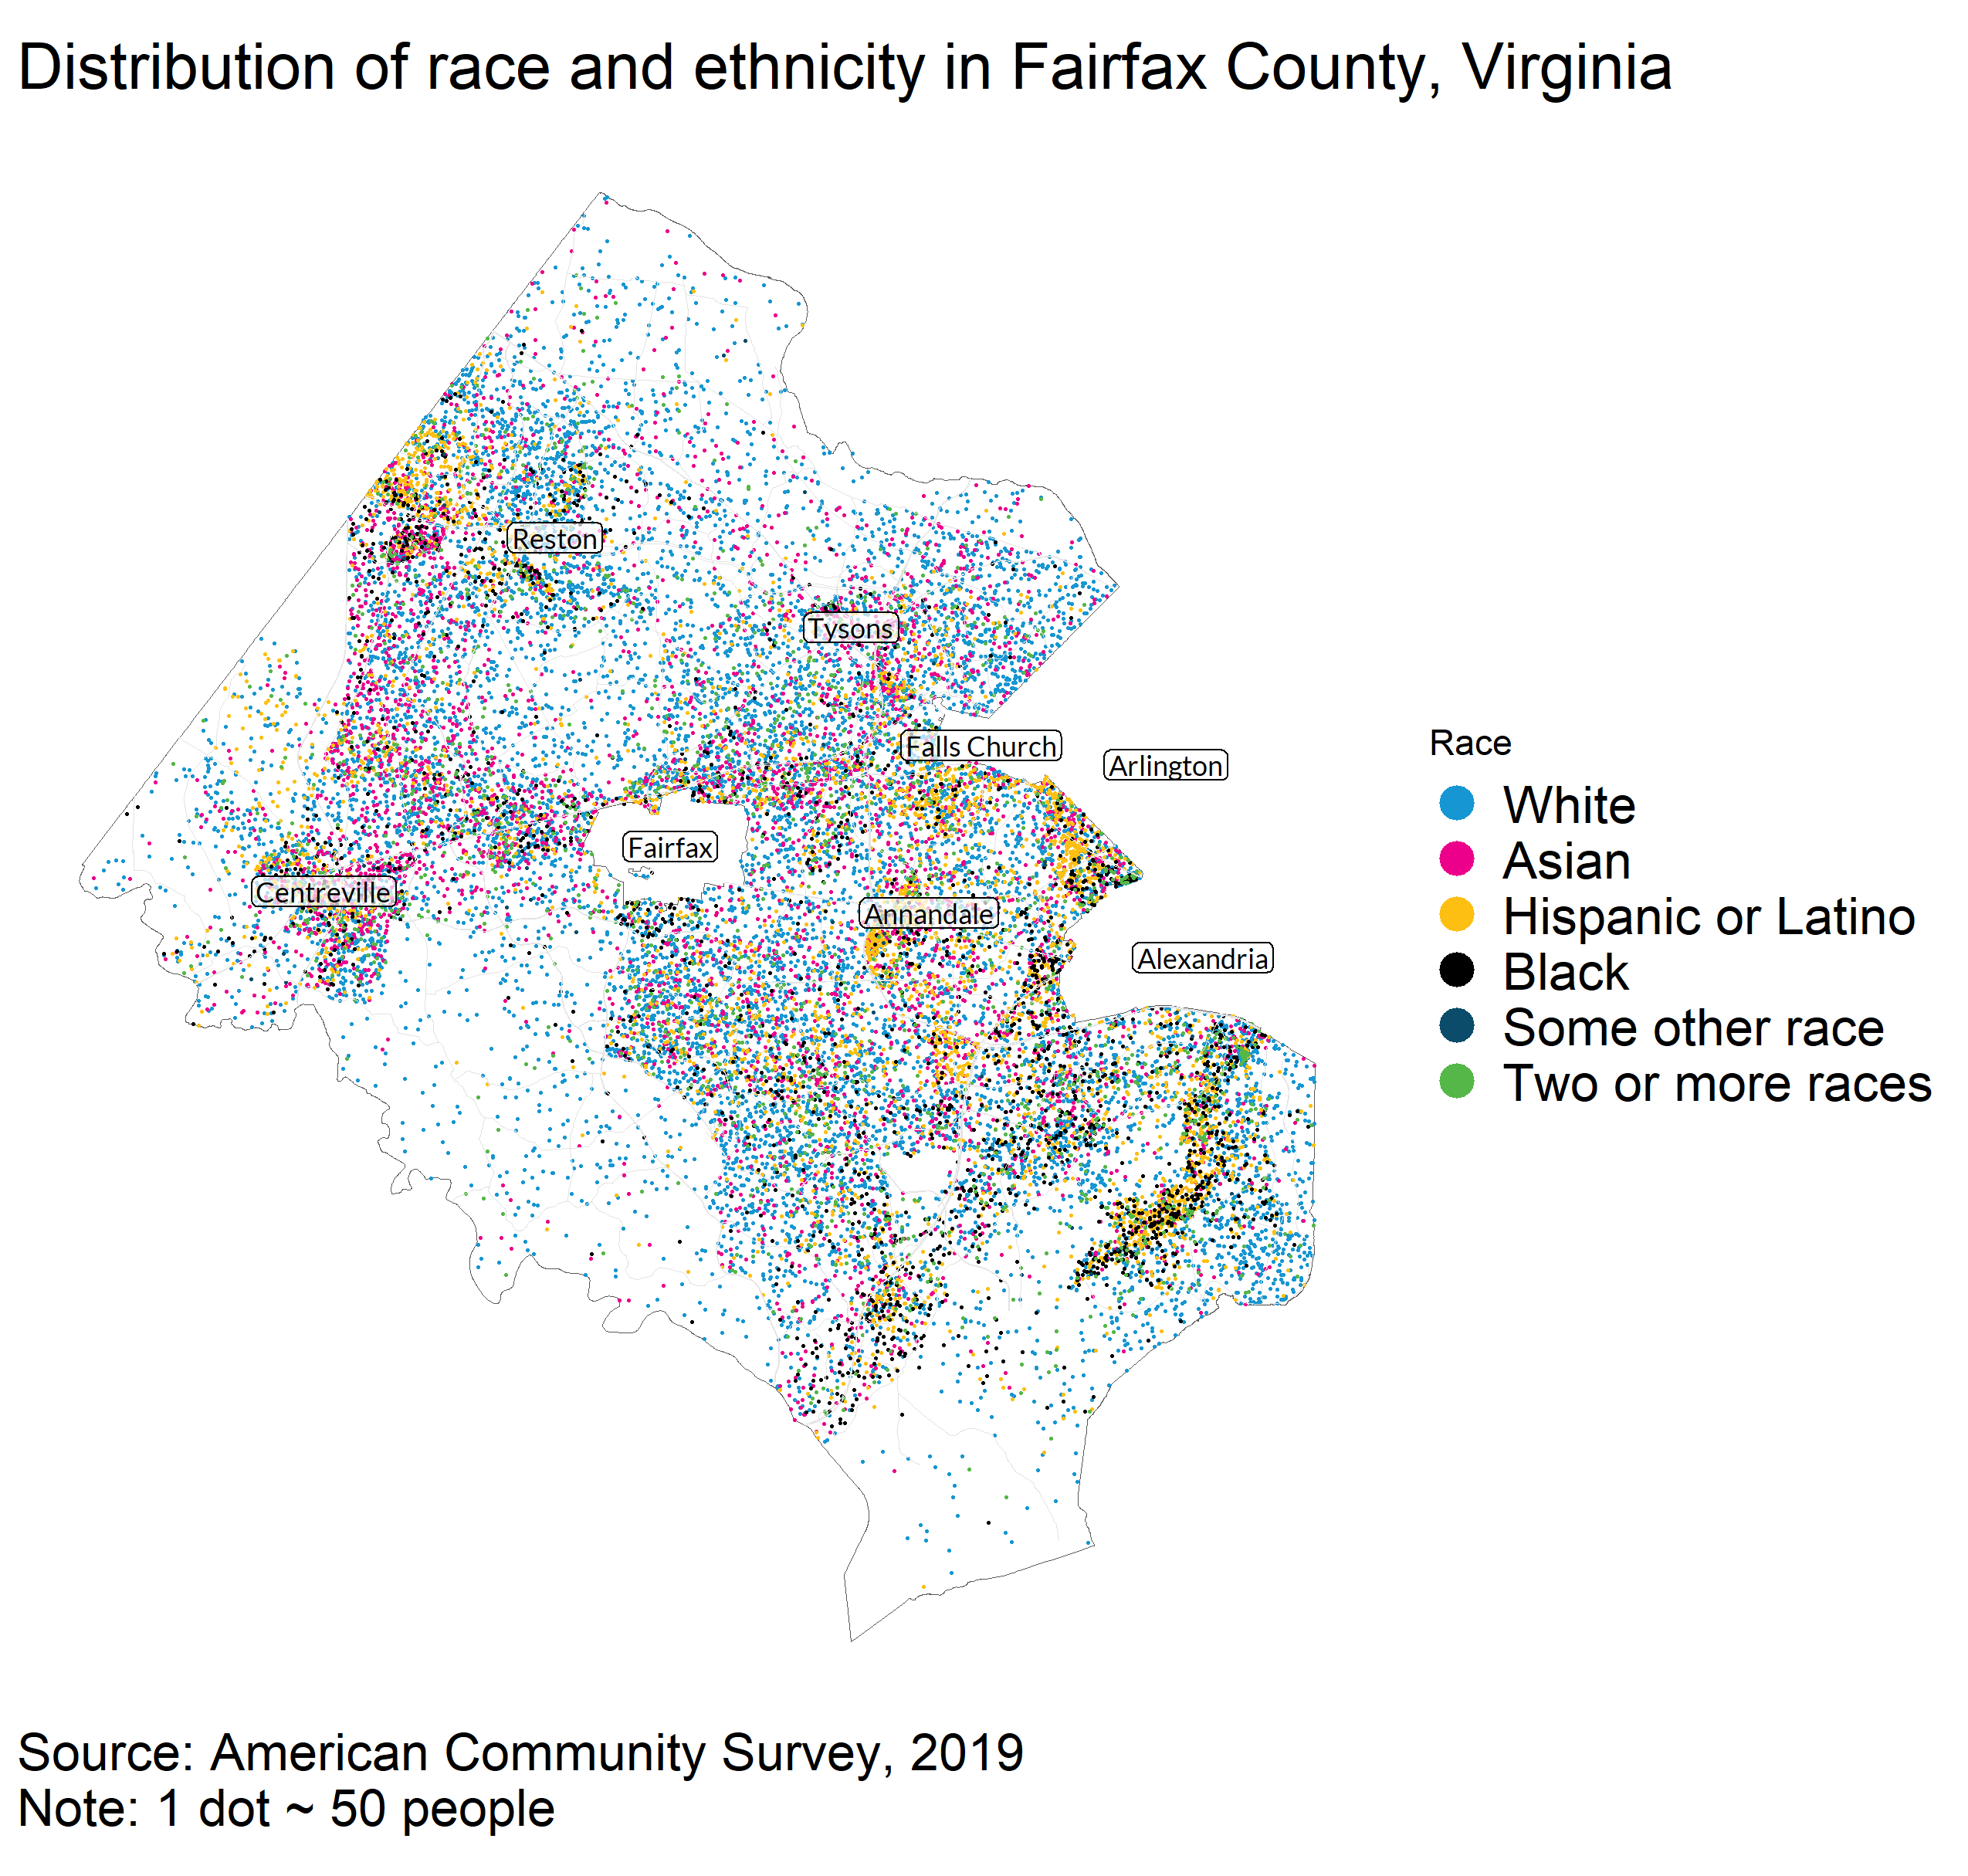 Distribution of race and ethnicity in Fairfax County, Virginia
Reston
Tysons
Falls Church
Arlington
Fairfax
Centreville
Annandale
Alexandria
Race
White
Asian
Hispanic or Latino
Black
Some other race
Two or more races
Source: American Community Survey, 2019
Note: 1 dot ~ 50 people